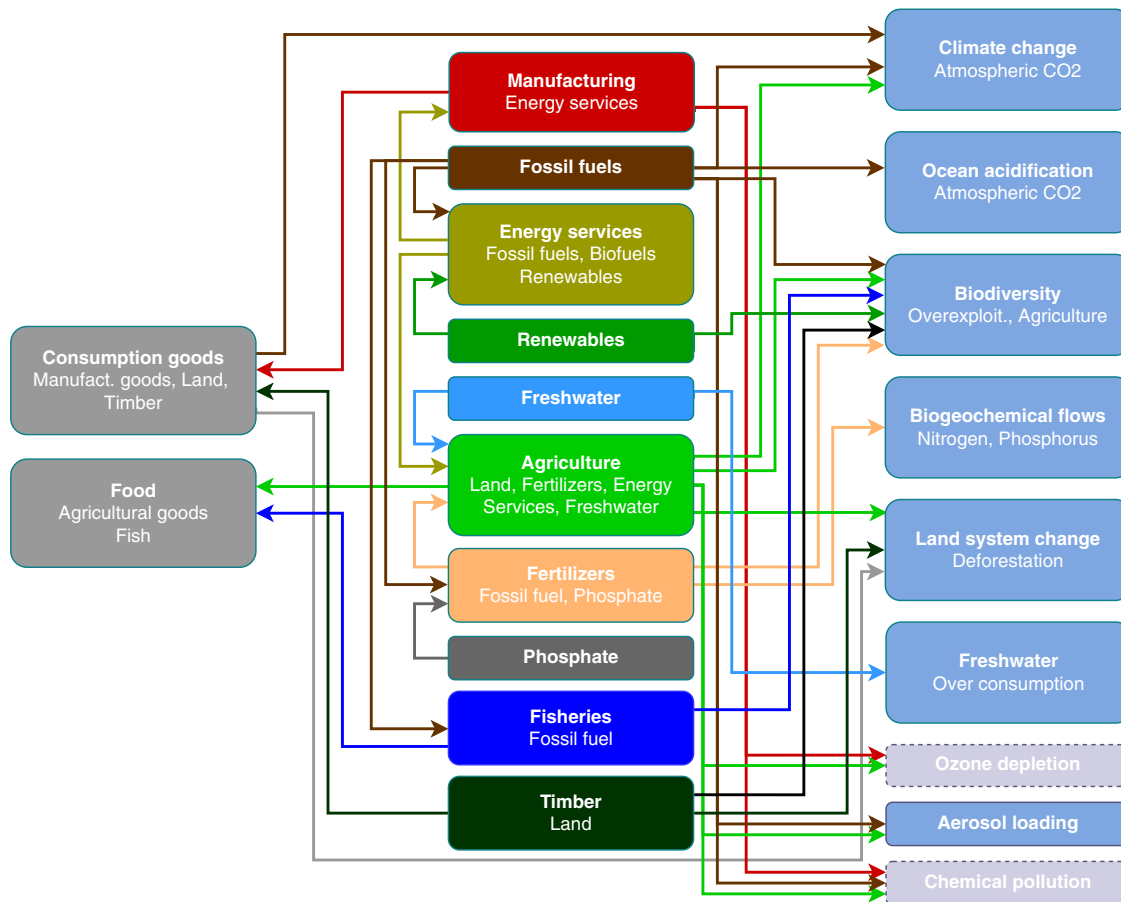 Consumption goods
Manufact. goods, Land,
Timber
Food
Agricultural goods
Fish
Manufacturing
Energy services
Fossil fuels
Energy services
Fossil fuels, Biofuels
Renewables
Renewables
Freshwater
Agriculture
Land, Fertilizers, Energy
Services, Freshwater
Fertilizers
Fossil fuel, Phosphate
Phosphate
Fisheries
Fossil fuel
Timber
Land
Climate change
Atmospheric CO2
Ocean acidification
Atmospheric CO2
Biodiversity
Overexploit., Agriculture
Biogeochemical flows
Nitrogen, Phosphorus
Land system change
Deforestation
Freshwater
Over consumption
Ozone depletion
Aerosol loading
Chemical pollution